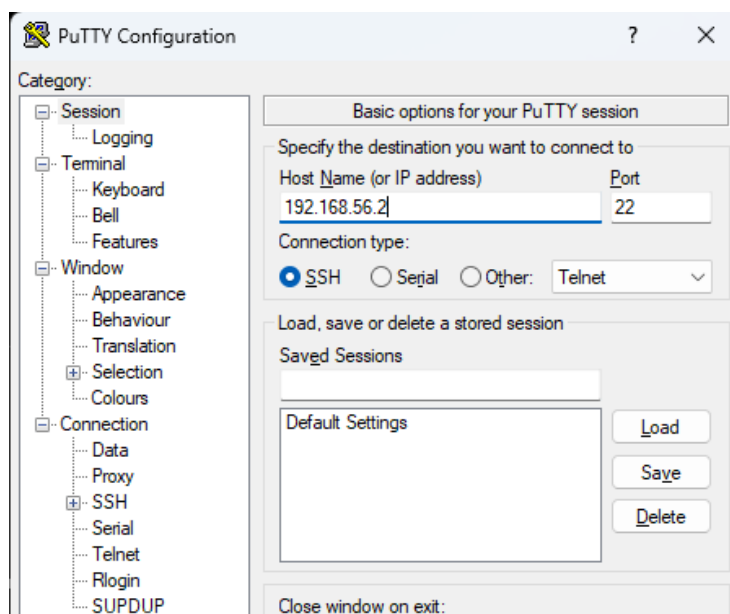 PuTTY Configuration
?
Category:
Session
Logging
Terminal
Keyboard
Bell
Features
Window
Appearance
Behaviour
Translation
Selection
Colours
Connection
Data
Proxy
SSH
Serial
Telnet
Rlogin
SUPDUP
Basic options for your PuTTY session
Specify the destination you want to connect to
Host Name (or IP address) Port
192.168.56.2 22
Connection type:
SSH Serial Other: Telnet
Load, save or delete a stored session
Saved Sessions
Default Settings
Load
Save
Delete
Close window on exit: